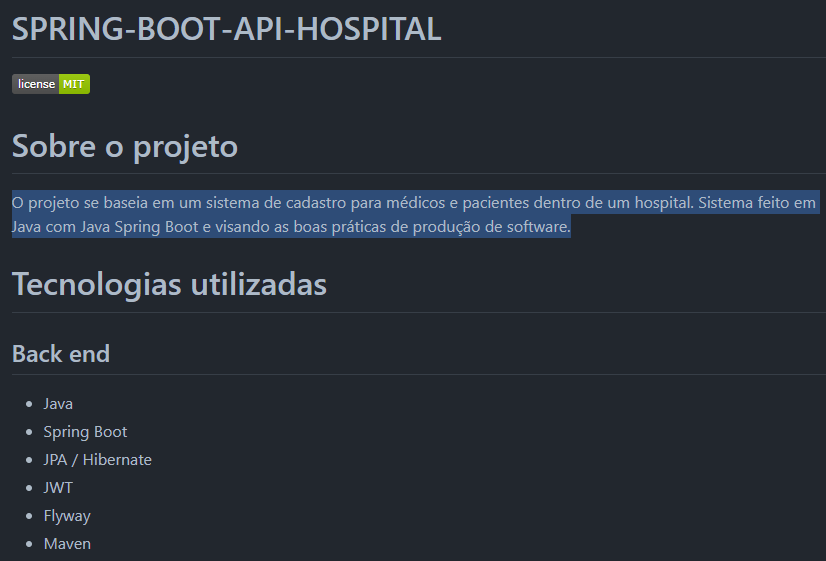 SPRING-BOOT-API-HOSPITAL
license MIT
Sobre o projeto
O projeto se baseia em um sistema de cadastro para médicos e pacientes dentro de um hospital. Sistema feito em
Java com Java Spring Boot e visando as boas práticas de produção de software.
Tecnologias utilizadas
Back end
Java
Spring Boot
JPA / Hibernate
JWT
Flyway
Maven